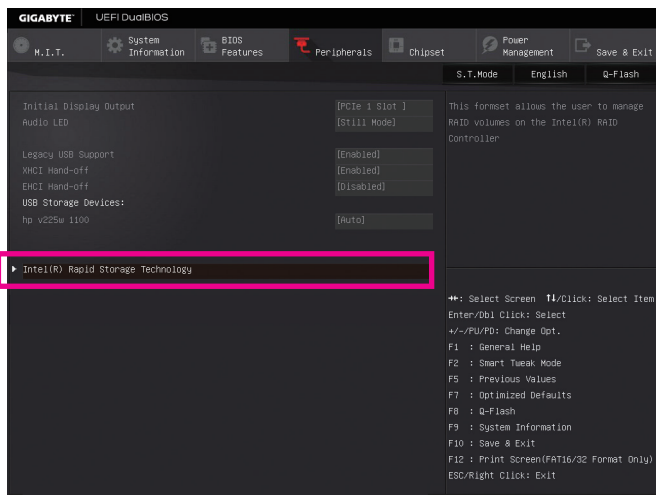 GIGABYTE™ UEFI DualBIOS
M.I.T. System Information BIOS Features Peripherals Chipset Power Management Save & Exit
S.T.Mode English Q-Flash
Initial Display Output [PCIe 1 Slot ]
Audio LED [Still Mode]
Legacy USB Support [Enabled]
XHCI Hand-off [Enabled]
EHCI Hand-off [Disabled]
USB Storage Devices:
hp v225w 1100 [Auto]
Intel(R) Rapid Storage Technology
This formset allows the user to manage
RAID volumes on the Intel(R) RAID
Controller
→←: Select Screen ↑↓/Click: Select Item
Enter/Dbl Click: Select
+/-/PU/PD: Change Opt.
F1 : General Help
F2 : Smart Tweak Mode
F5 : Previous Values
F7 : Optimized Defaults
F8 : Q-Flash
F9 : System Information
F10 : Save & Exit
F12 : Print Screen(FAT16/32 Format Only)
ESC/Right Click: Exit